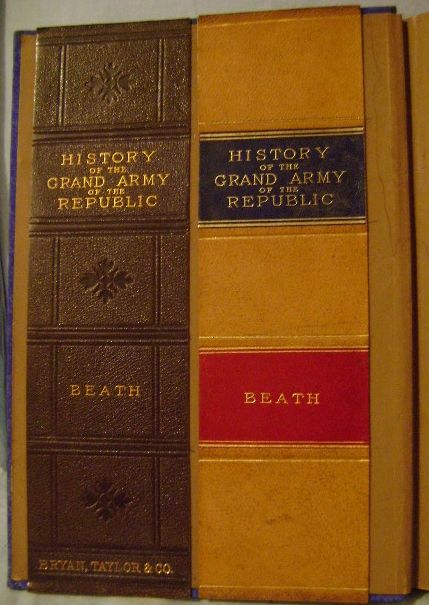 HISTORY
OF THE
GRAND ARMY
OF THE
REPUBLIC
BEATH
BRYAN, TAYLOR & CO.
HISTORY
OF THE
GRAND ARMY
OF THE
REPUBLIC
BEATH